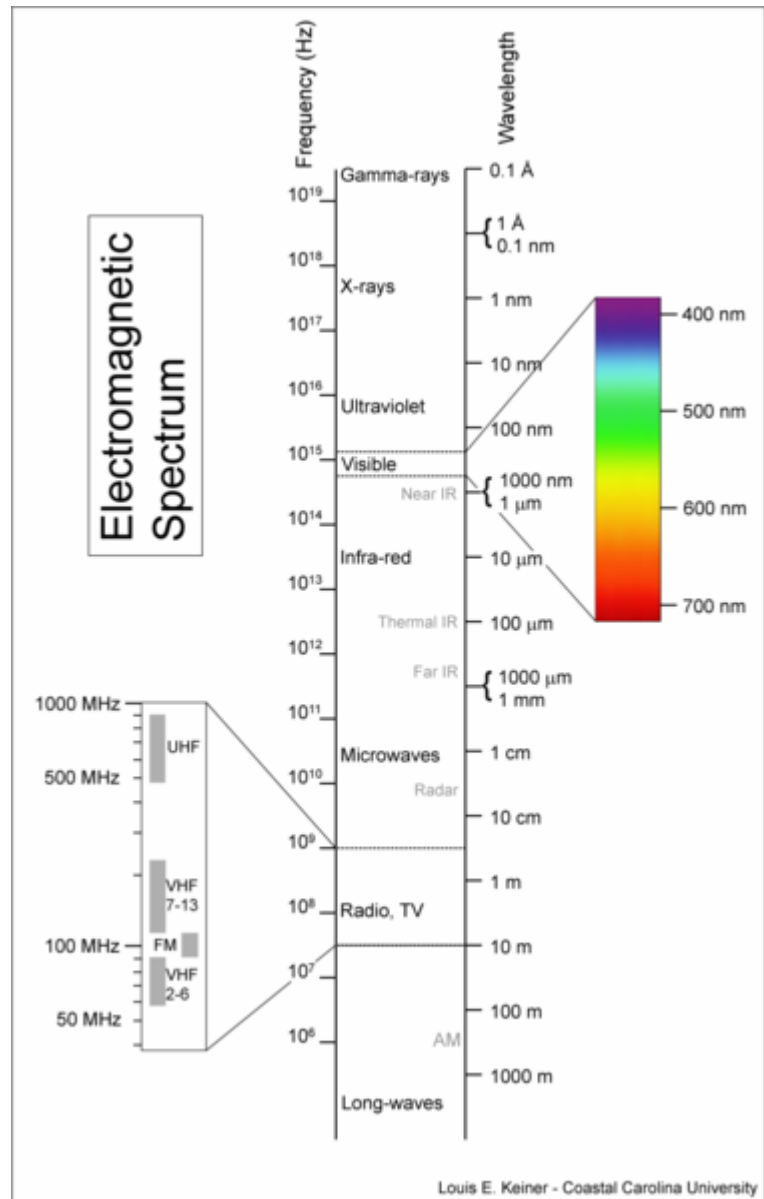 Electromagnetic
Spectrum
Frequency (Hz)
Wavelength
Gamma-rays
0.1 Å
10¹⁹
1 Å
0.1 nm
10¹⁸
X-rays
1 nm
10¹⁷
10 nm
10¹⁶
Ultraviolet
100 nm
10¹⁵
Visible
1000 nm
Near IR
1 μm
10¹⁴
Infra-red
10 μm
10¹³
Thermal IR
100 μm
10¹²
Far IR
1000 μm
1 mm
10¹¹
Microwaves
1 cm
10¹⁰
Radar
10 cm
10⁹
1 m
10⁸
Radio, TV
10 m
10⁷
100 m
10⁶
AM
1000 m
Long-waves
400 nm
500 nm
600 nm
700 nm
1000 MHz
UHF
500 MHz
VHF
7-13
100 MHz
FM
VHF
2-6
50 MHz
Louis E. Keiner - Coastal Carolina University